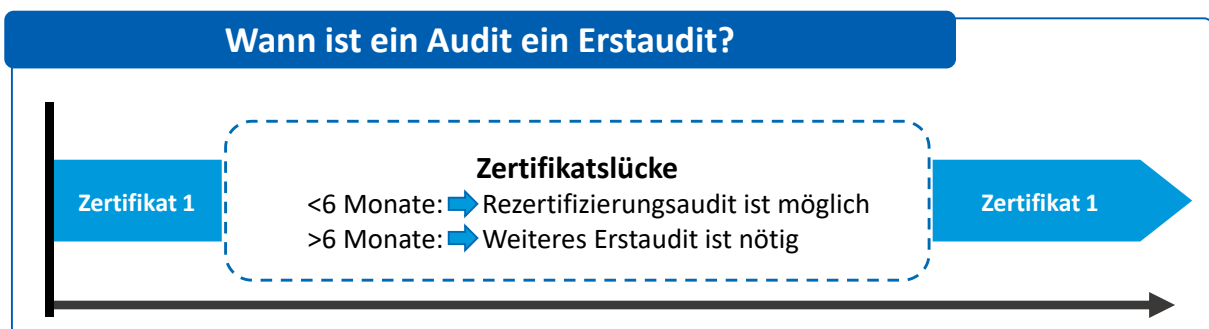 Wann ist ein Audit ein Erstaudit?
Zertifikatslücke
Zertifikat 1
<6 Monate: Rezertifizierungsaudit ist möglich
>6 Monate: Weiteres Erstaudit ist nötig
Zertifikat 1